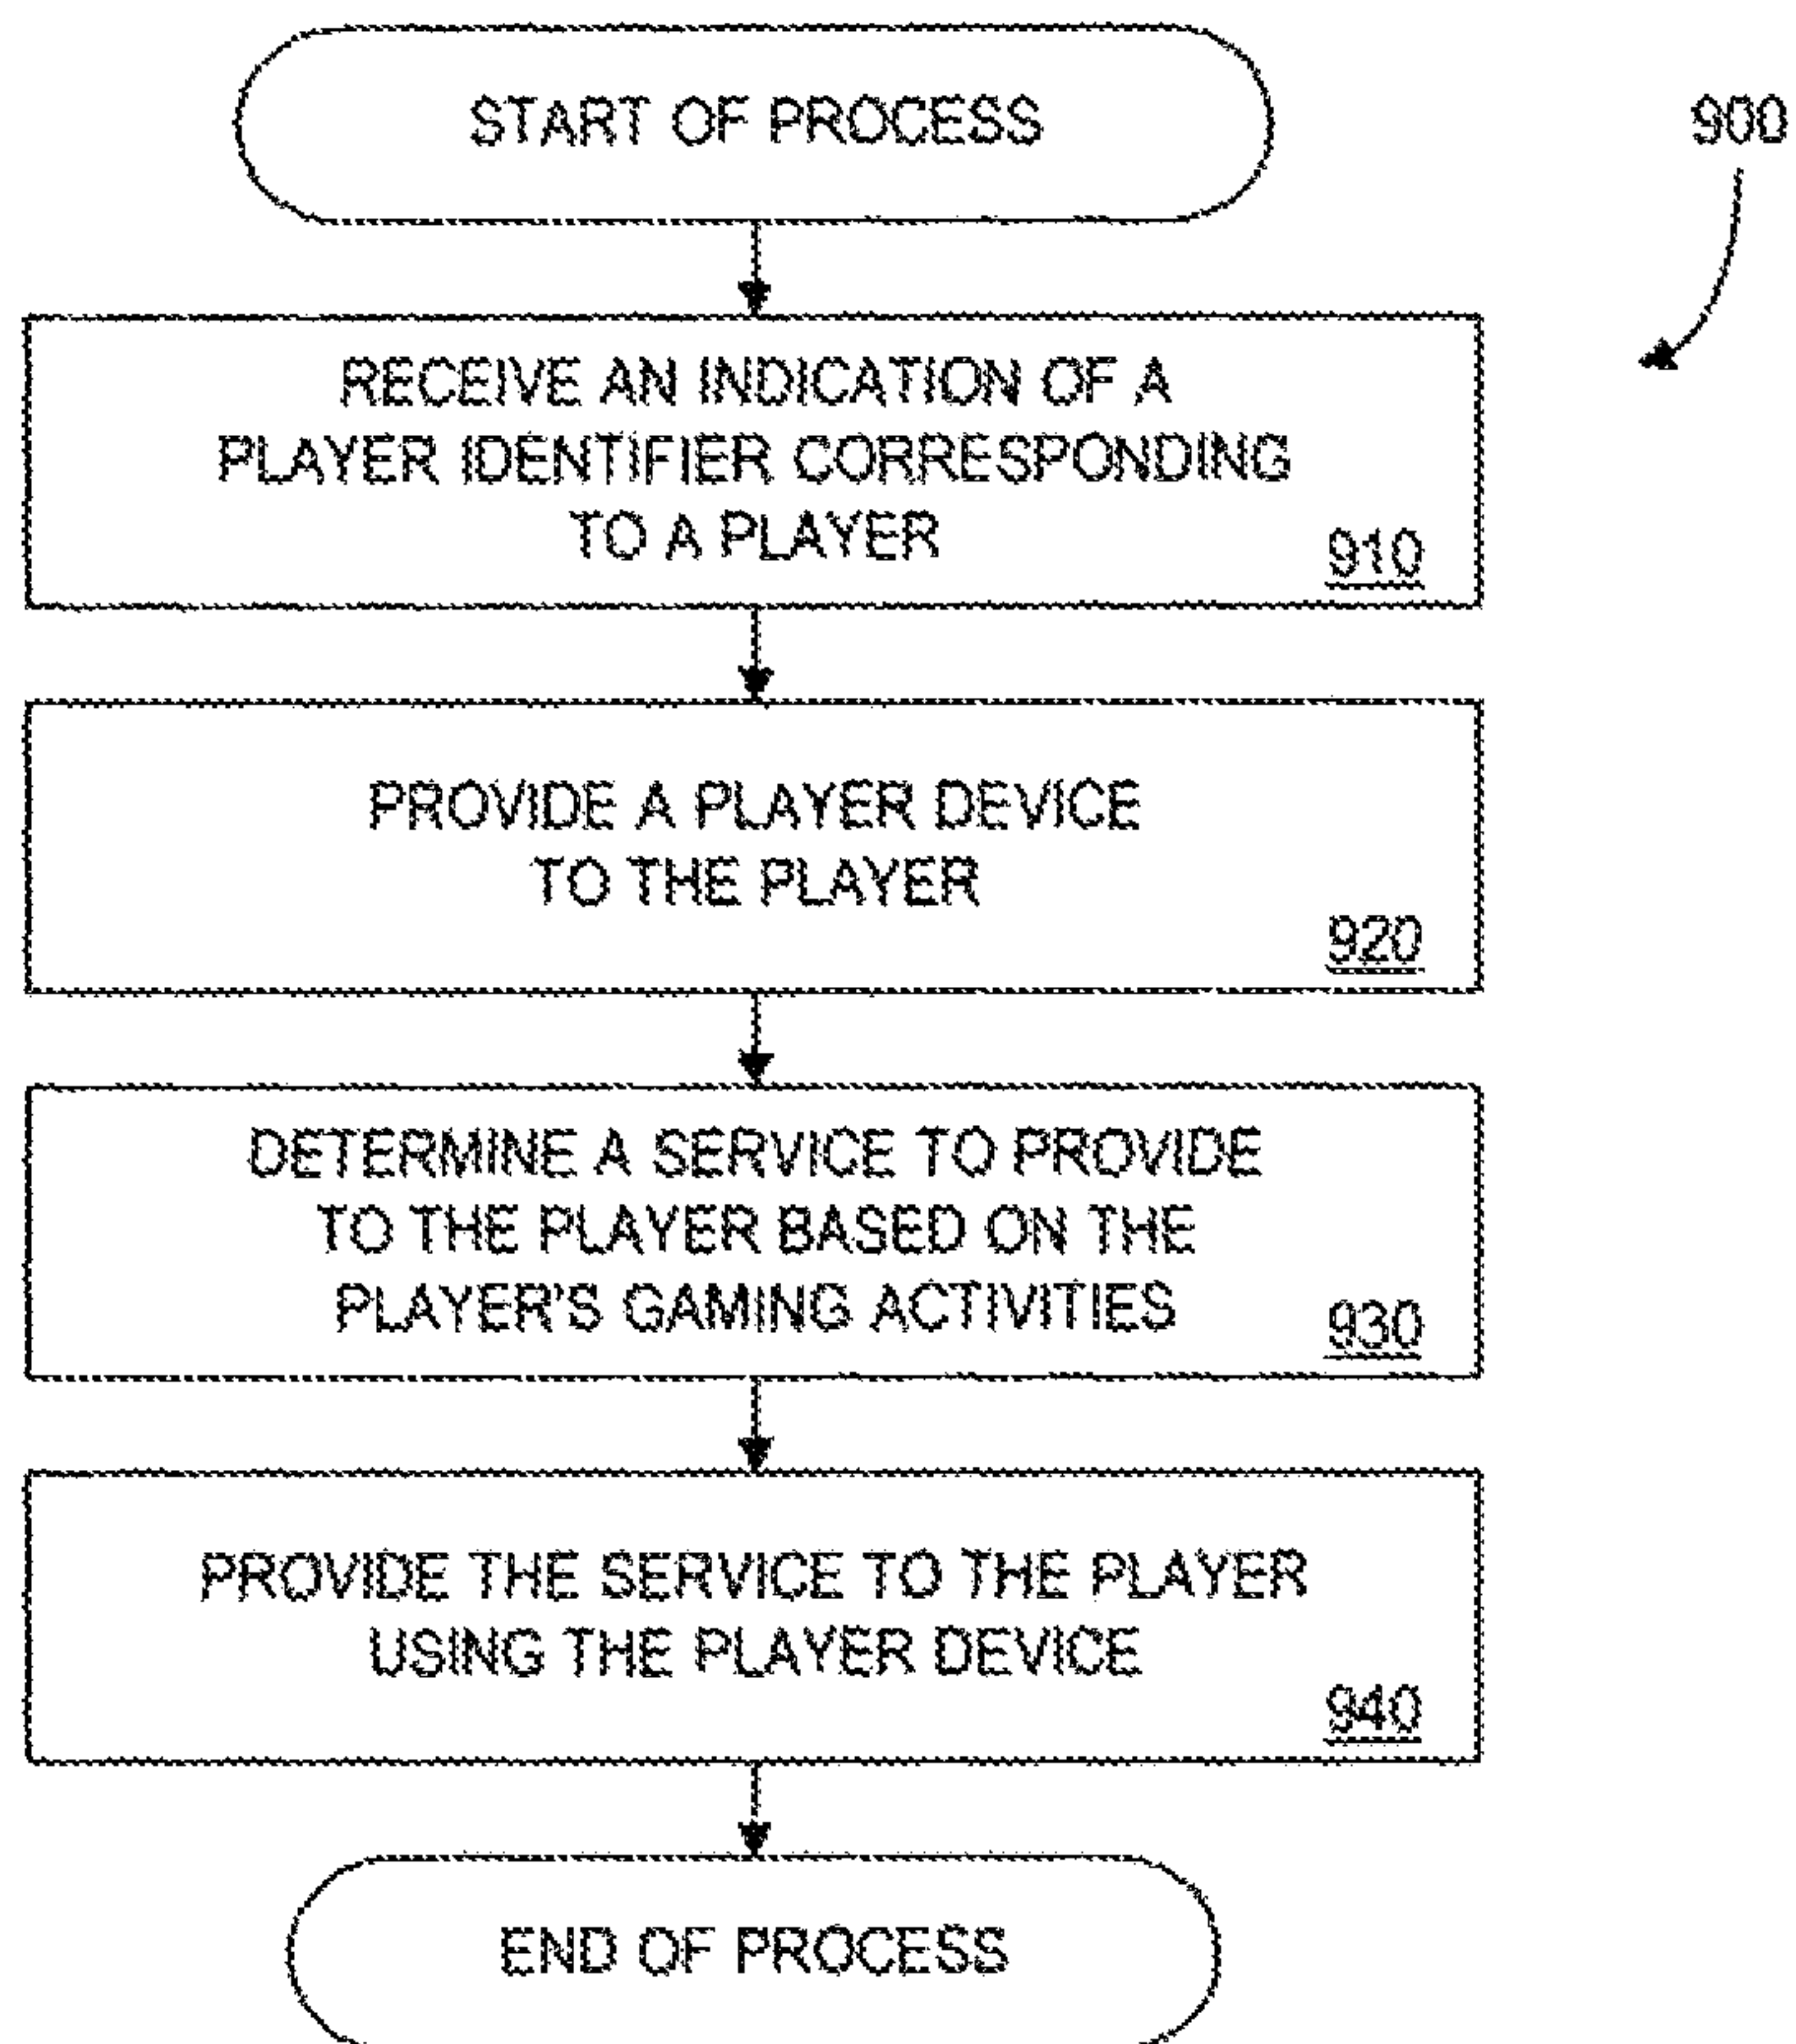 START OF PROCESS
900
RECEIVE AN INDICATION OF A
PLAYER IDENTIFIER CORRESPONDING
TO A PLAYER
910
PROVIDE A PLAYER DEVICE
TO THE PLAYER
920
DETERMINE A SERVICE TO PROVIDE
TO THE PLAYER BASED ON THE
PLAYER'S GAMING ACTIVITIES
930
PROVIDE THE SERVICE TO THE PLAYER
USING THE PLAYER DEVICE
940
END OF PROCESS